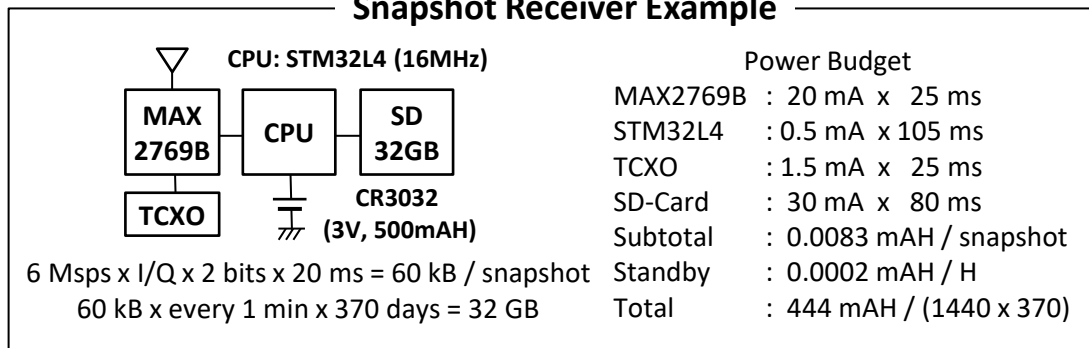 Snapshot Receiver Example
CPU: STM32L4 (16MHz)
MAX
2769B
CPU
SD
32GB
TCXO
CR3032
(3V, 500mAH)
6 Msps x I/Q x 2 bits x 20 ms = 60 kB / snapshot
60 kB x every 1 min x 370 days = 32 GB
Power Budget
MAX2769B : 20 mA x 25 ms
STM32L4 : 0.5 mA x 105 ms
TCXO : 1.5 mA x 25 ms
SD-Card : 30 mA x 80 ms
Subtotal : 0.0083 mAH / snapshot
Standby : 0.0002 mAH / H
Total : 444 mAH / (1440 x 370)